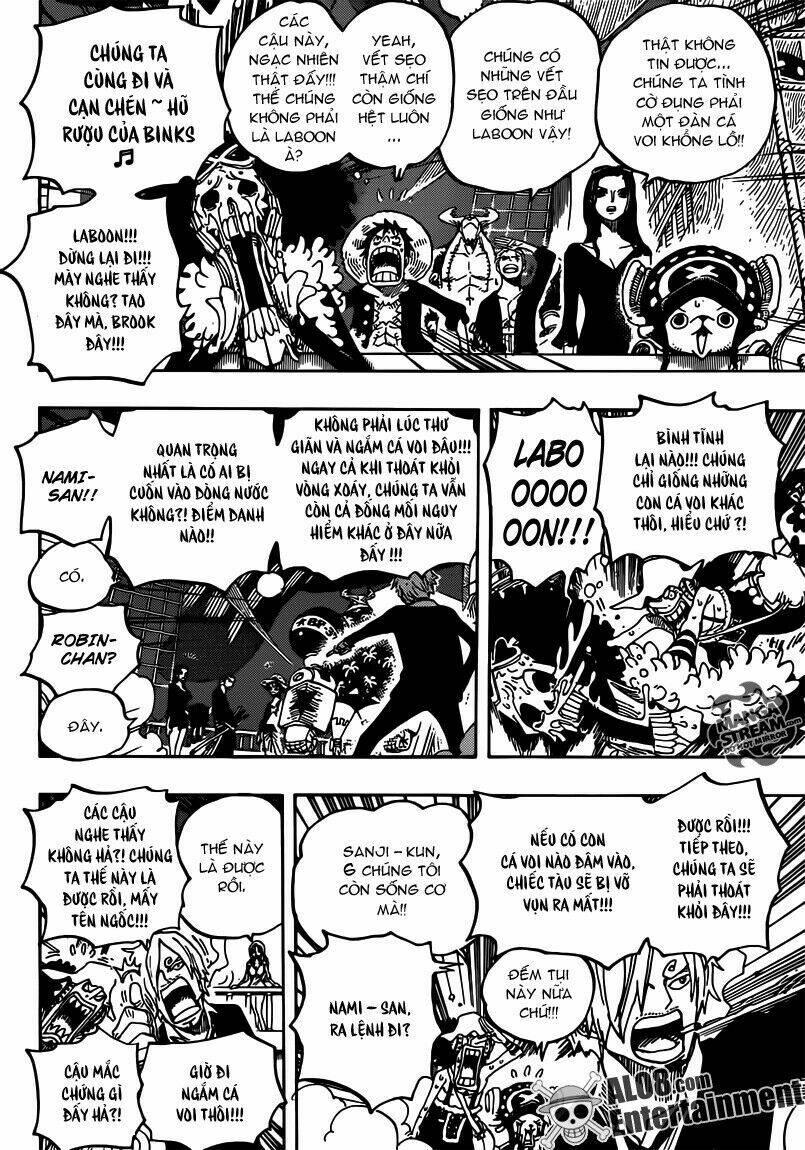 THẬT KHÔNG
TIN ĐƯỢC...
CHÚNG TA TÌNH
CỜ ĐỤNG PHẢI
MỘT ĐÀN CÁ
VOI KHỔNG LỒ!!
CHÚNG CÓ
NHỮNG VẾT
SẸO TRÊN ĐẦU
GIỐNG NHƯ
LABOON VẬY!
YEAH,
VẾT SẸO
THẬM CHÍ
CÒN GIỐNG
HỆT LUÔN
...
CÁC
CẬU NÀY,
NGẠC NHIÊN
THẬT ĐẤY!!!
THẾ CHÚNG
KHÔNG PHẢI
LÀ LABOON
À?
CHÚNG TA
CÙNG ĐI VÀ
CẠN CHÉN ~ HŨ
RƯỢU CỦA BINKS
♫
LABOON!!!
DỪNG LẠI ĐI!!!
MÀY NGHE THẤY
KHÔNG? TAO
ĐÂY MÀ, BROOK
ĐÂY!!!
BÌNH TĨNH
LẠI NÀO!!! CHÚNG
CHỈ GIỐNG NHỮNG
CON CÁ VOI KHÁC
THÔI, HIỂU CHỨ ?!
LABO
OOOOO
OON!!!
KHÔNG PHẢI LÚC THƯ
GIÃN VÀ NGẮM CÁ VOI ĐÂU!!!
NGAY CẢ KHI THOÁT KHỎI
VÒNG XOÁY, CHÚNG TA VẪN
CÒN CẢ ĐỐNG MỐI NGUY
HIỂM KHÁC Ở ĐÂY NỮA
ĐẤY !!!
QUAN TRỌNG
NHẤT LÀ CÓ AI BỊ
CUỐN VÀO DÒNG NƯỚC
KHÔNG?! ĐIỂM DANH
NÀO!!
NAMI-
SAN!!
CÓ.
ROBIN-
CHAN?
ĐÂY.
MANGA
STREAM.com
DO NOT MIRROR!
ĐƯỢC RỒI!!!
TIẾP THEO,
CHÚNG TA SẼ
PHẢI THOÁT
KHỎI ĐÂY!!!
NẾU CÓ CON
CÁ VOI NÀO ĐÂM VÀO,
CHIẾC TÀU SẼ BỊ VỠ
VỤN RA MẤT!!!
SANJI - KUN,
6 CHÚNG TÔI
CÒN SỐNG CƠ
MÀ!!
ĐẾM TUI
NÀY NỮA
CHỨ!!!
NAMI - SAN,
RA LỆNH ĐI?
THẾ NÀY
LÀ ĐƯỢC
RỒI.
CÁC CẬU
NGHE THẤY
KHÔNG HẢ?! CHÚNG
TA THẾ NÀY LÀ
ĐƯỢC RỒI, MẤY
TÊN NGỐC!!!
GIỜ ĐI
NGẮM CÁ
VOI THÔI!!!
CẬU MẮC
CHỨNG GÌ
ĐẤY HẢ?!
ALO8.com
Entertainment